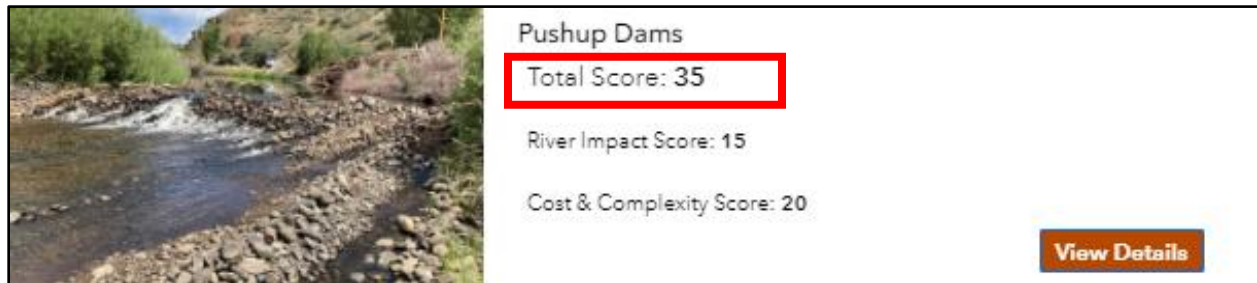 Pushup Dams
Total Score: 35
River Impact Score: 15
Cost & Complexity Score: 20
View Details